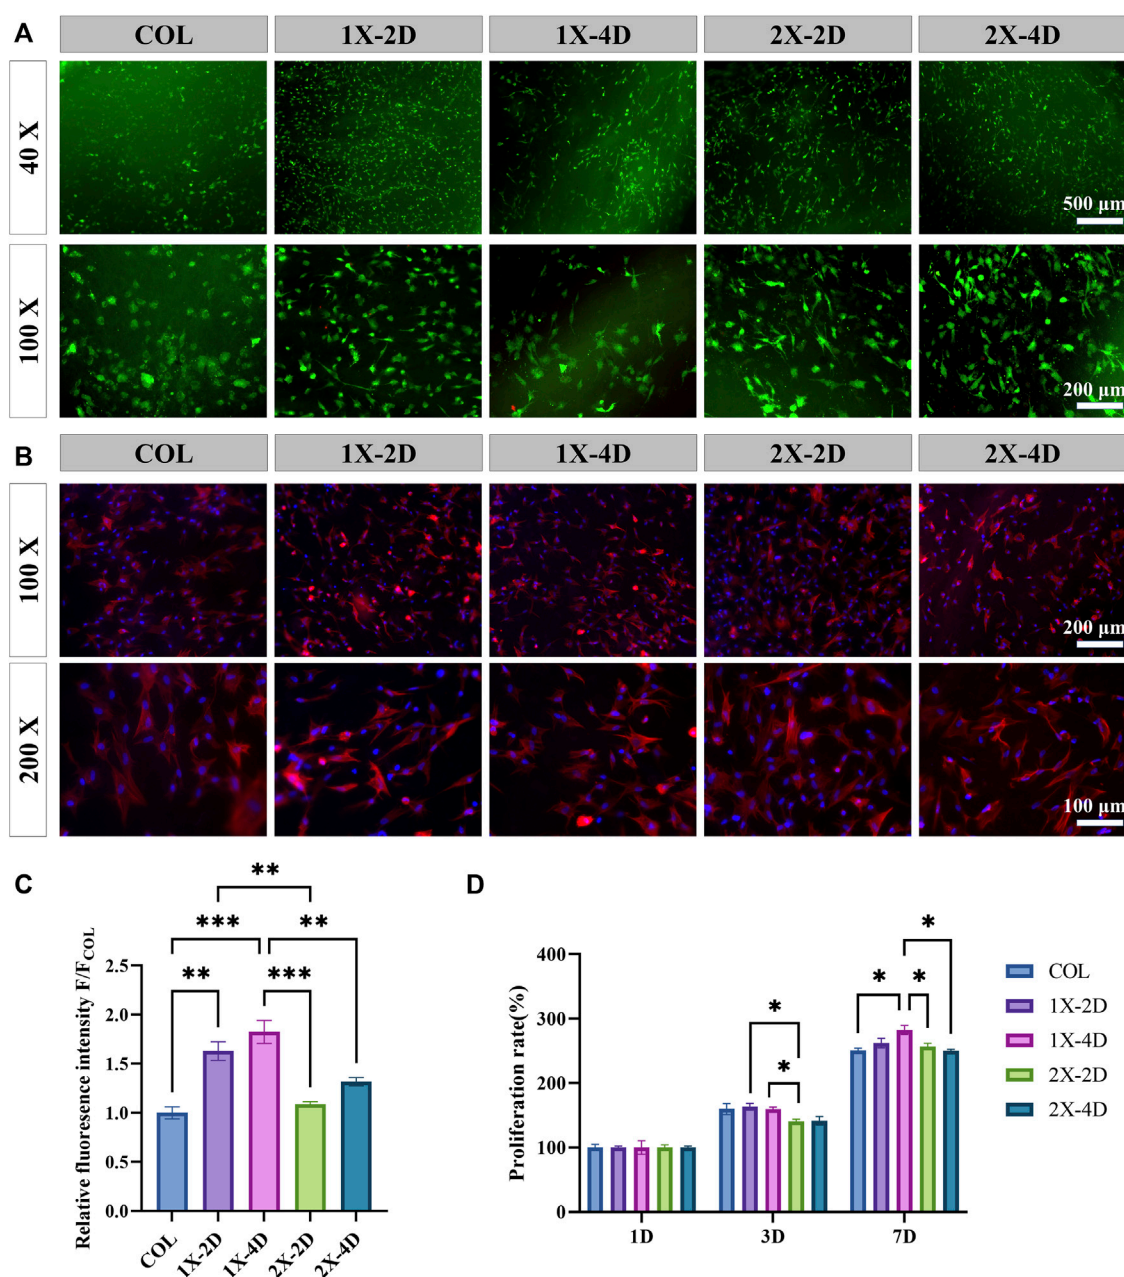 A
COL 1X-2D 1X-4D 2X-2D 2X-4D
40 X
500 µm
100 X
200 µm
B
COL 1X-2D 1X-4D 2X-2D 2X-4D
100 X
200 µm
200 X
100 µm
C
**
*** **
** ***
Relative fluoresence intensity F/FCOL
2.5
2.0
1.5
1.0
0.5
0.0
COL 1X-2D 1X-4D 2X-2D 2X-4D
D
*
* *
*
*
Proliferation rate(%)
400
300
200
100
0
1D 3D 7D
COL
1X-2D
1X-4D
2X-2D
2X-4D